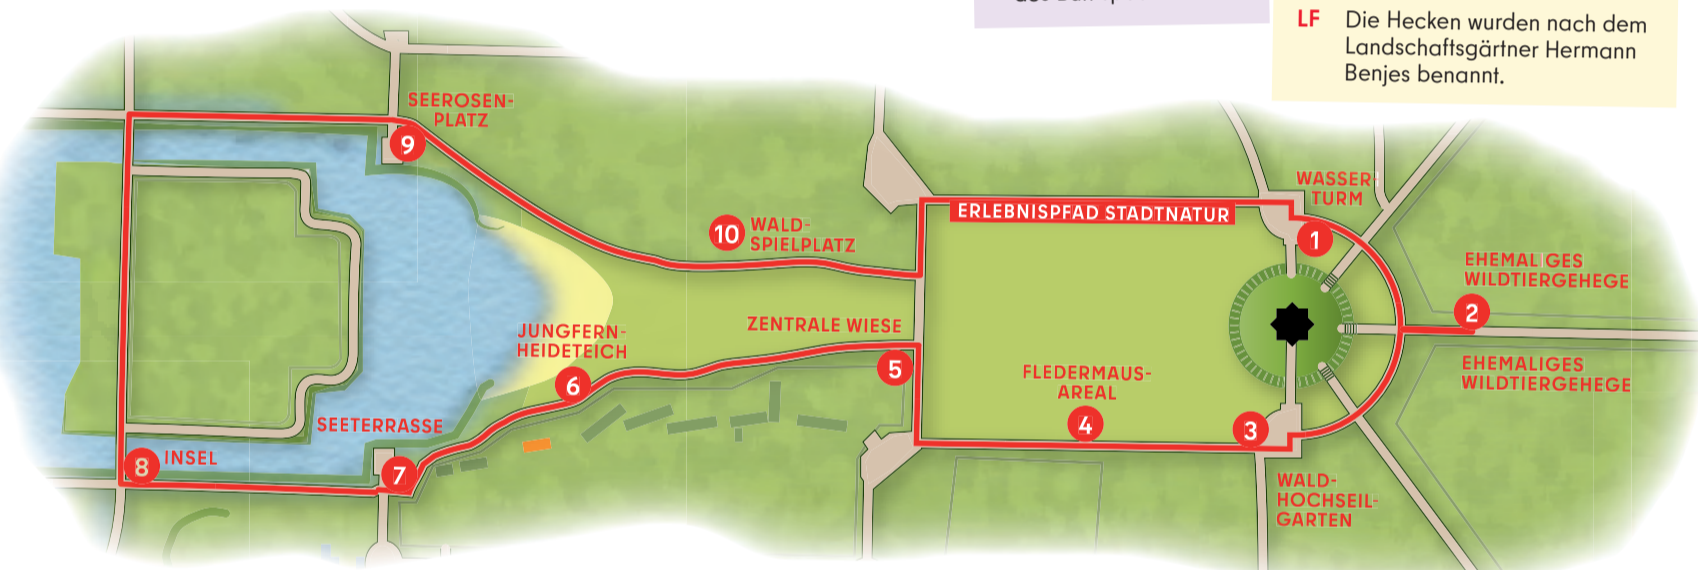 LF Die Hecken wurden nach dem
Landschaftsgärtner Hermann
Benjes benannt.
SEEROSEN-
PLATZ
9
WASSER-
TURM
ERLEBNISPFAD STADTNATUR
1
10
WALD-
SPIELPLATZ
EHEMALIGES
WILDTIERGEHEGE
2
JUNGFERN-
HEIDETEICH
6
ZENTRALE WIESE
5
FLEDERMAUS-
AREAL
4
EHEMALIGES
WILDTIERGEHEGE
3
SEETERRASSE
7
8
INSEL
WALD-
HOCHSEIL-
GARTEN